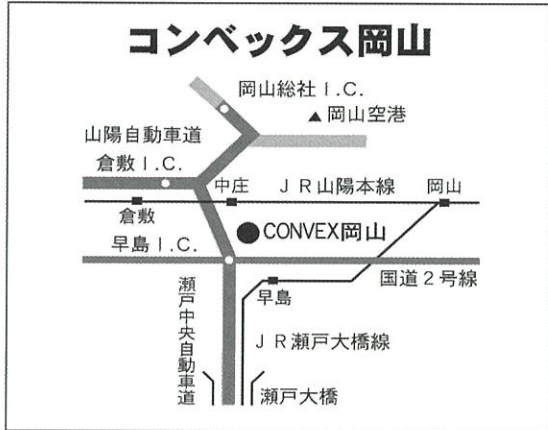 コンベックス岡山
岡山総社 I.C.
▲岡山空港
山陽自動車道
倉敷 I.C.
中庄
JR山陽本線
岡山
倉敷
●CONVEX岡山
早島 I.C.
国道2号線
早島
瀬戸中央自動車道
JR瀬戸大橋線
瀬戸大橋